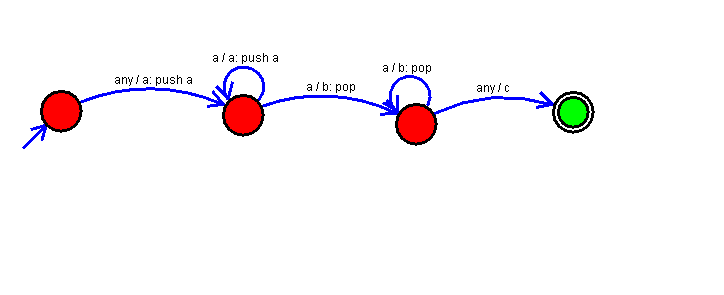 any / a: push a
a / a: push a
a / b: pop
a / b: pop
any / c